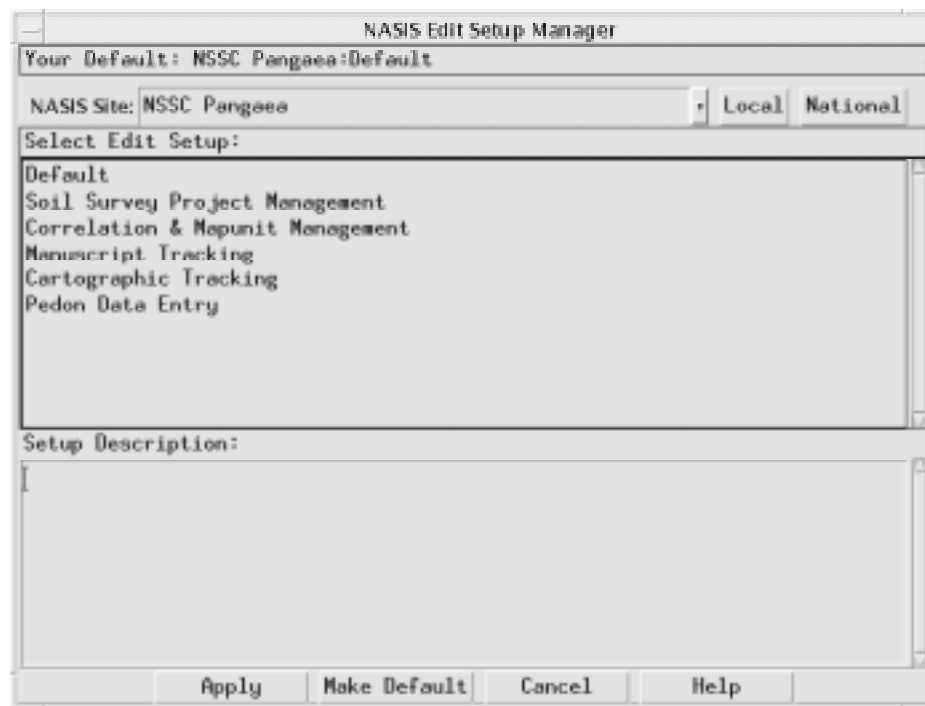 NASIS Edit Setup Manager
Your Default: NSSC Pangaea:Default
NASIS Site: NSSC Pangaea Local National
Select Edit Setup:
Default
Soil Survey Project Management
Correlation & Mapunit Management
Manuscript Tracking
Cartographic Tracking
Pedon Data Entry
Setup Description:
Apply Make Default Cancel Help